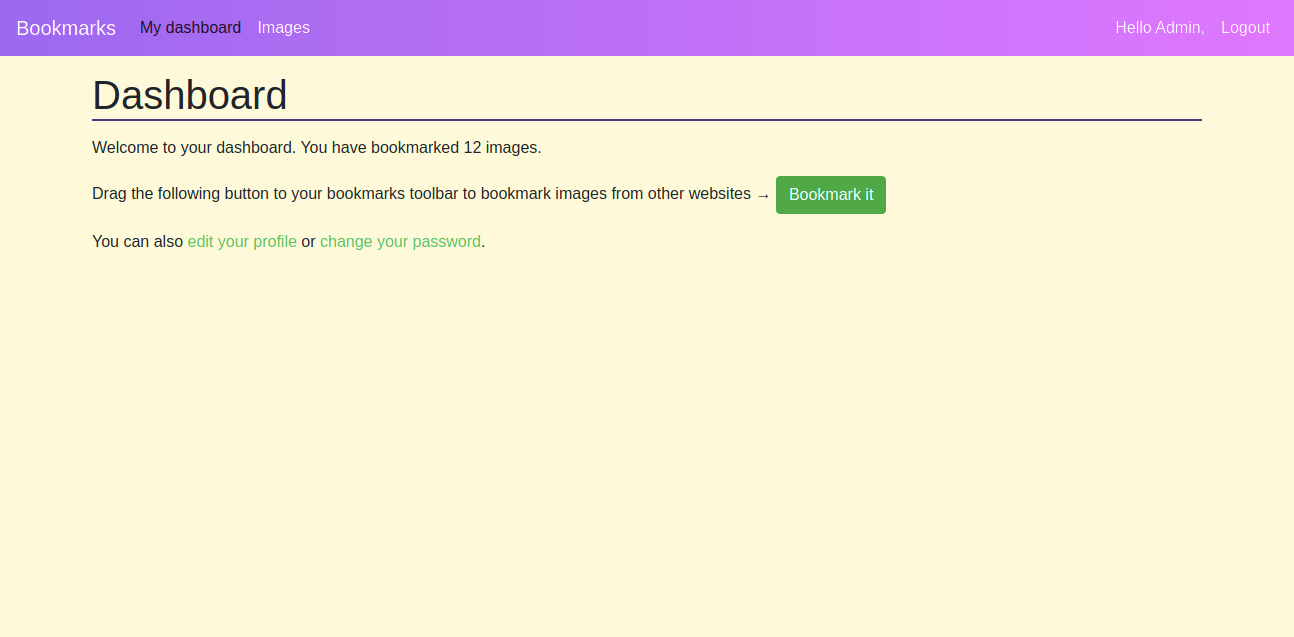 Bookmarks My dashboard Images Hello Admin, Logout
Dashboard
Welcome to your dashboard. You have bookmarked 12 images.
Drag the following button to your bookmarks toolbar to bookmark images from other websites → Bookmark it
You can also edit your profile or change your password.